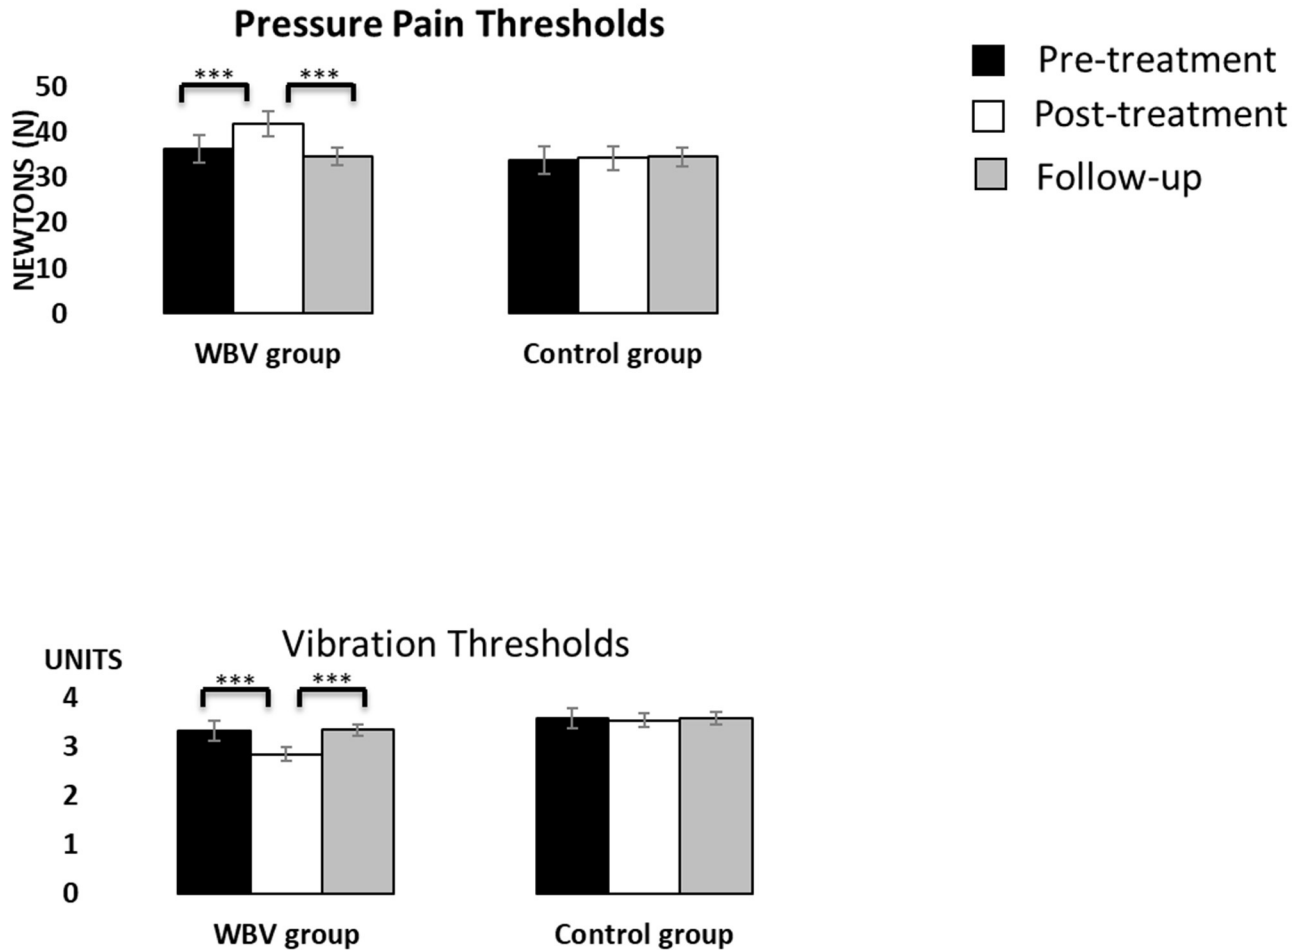 Pressure Pain Thresholds
Pre-treatment
Post-treatment
Follow-up
NEWTONS (N)
50
40
30
20
10
0
*** ***
WBV group Control group
Vibration Thresholds
UNITS
4
3
2
1
0
*** ***
WBV group Control group